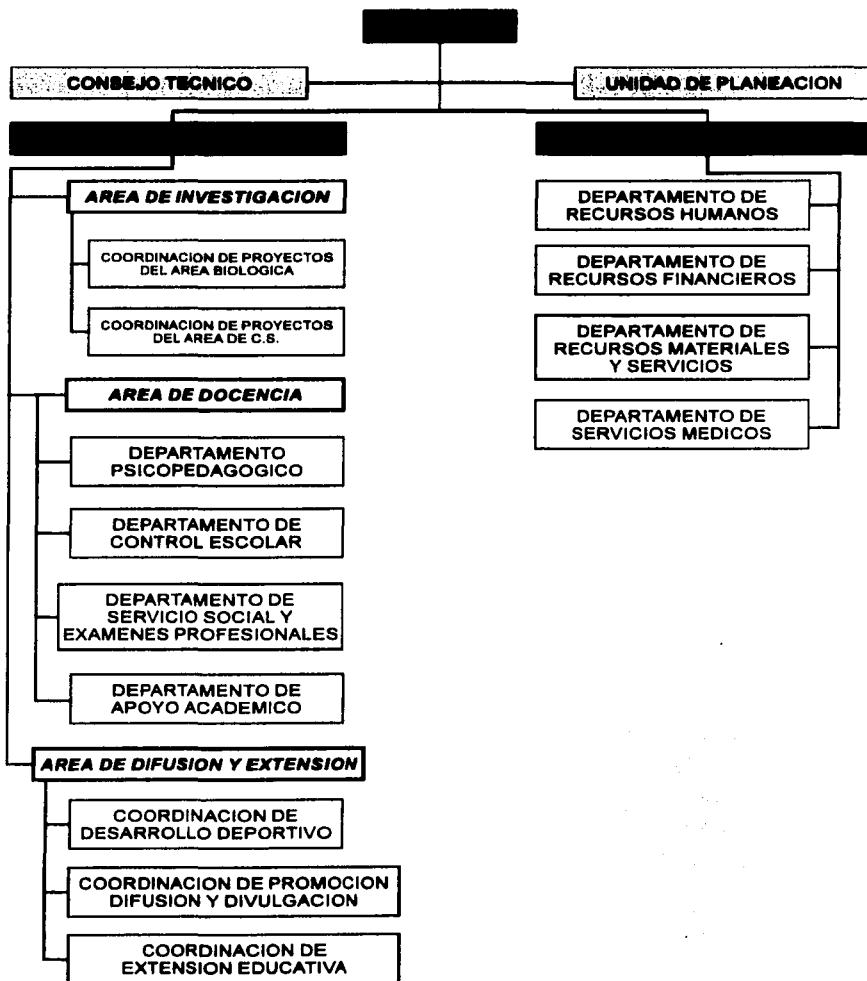 CONSEJO TECNICO
UNIDAD DE PLANEACION
AREA DE INVESTIGACION
COORDINACION DE PROYECTOS
DEL AREA BIOLOGICA
COORDINACION DE PROYECTOS
DEL AREA DE C.S.
AREA DE DOCENCIA
DEPARTAMENTO
PSICOPEDAGOGICO
DEPARTAMENTO DE
CONTROL ESCOLAR
DEPARTAMENTO DE
SERVICIO SOCIAL Y
EXAMENES PROFESIONALES
DEPARTAMENTO DE
APOYO ACADEMICO
AREA DE DIFUSION Y EXTENSION
COORDINACION DE
DESARROLLO DEPORTIVO
COORDINACION DE PROMOCION
DIFUSION Y DIVULGACION
COORDINACION DE
EXTENSION EDUCATIVA
DEPARTAMENTO DE
RECURSOS HUMANOS
DEPARTAMENTO DE
RECURSOS FINANCIEROS
DEPARTAMENTO DE
RECURSOS MATERIALES
Y SERVICIOS
DEPARTAMENTO DE
SERVICIOS MEDICOS